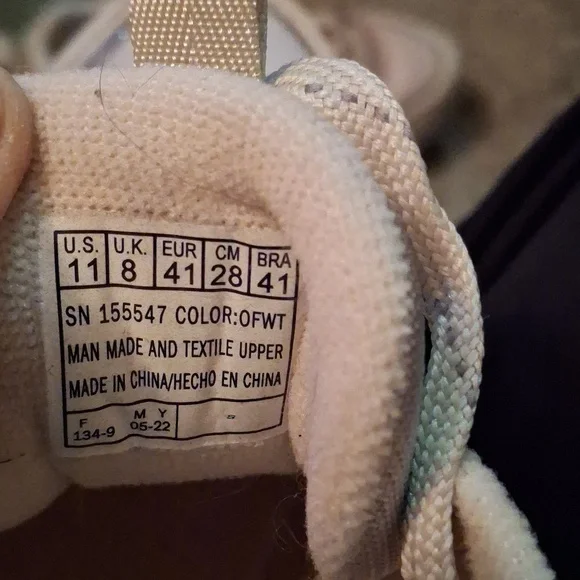 U.S. U.K. EUR CM BRA
11 8 41 28 41
SN 155547 COLOR:OFWT
MAN MADE AND TEXTILE UPPER
MADE IN CHINA/HECHO EN CHINA
F M Y
134-9 05-22